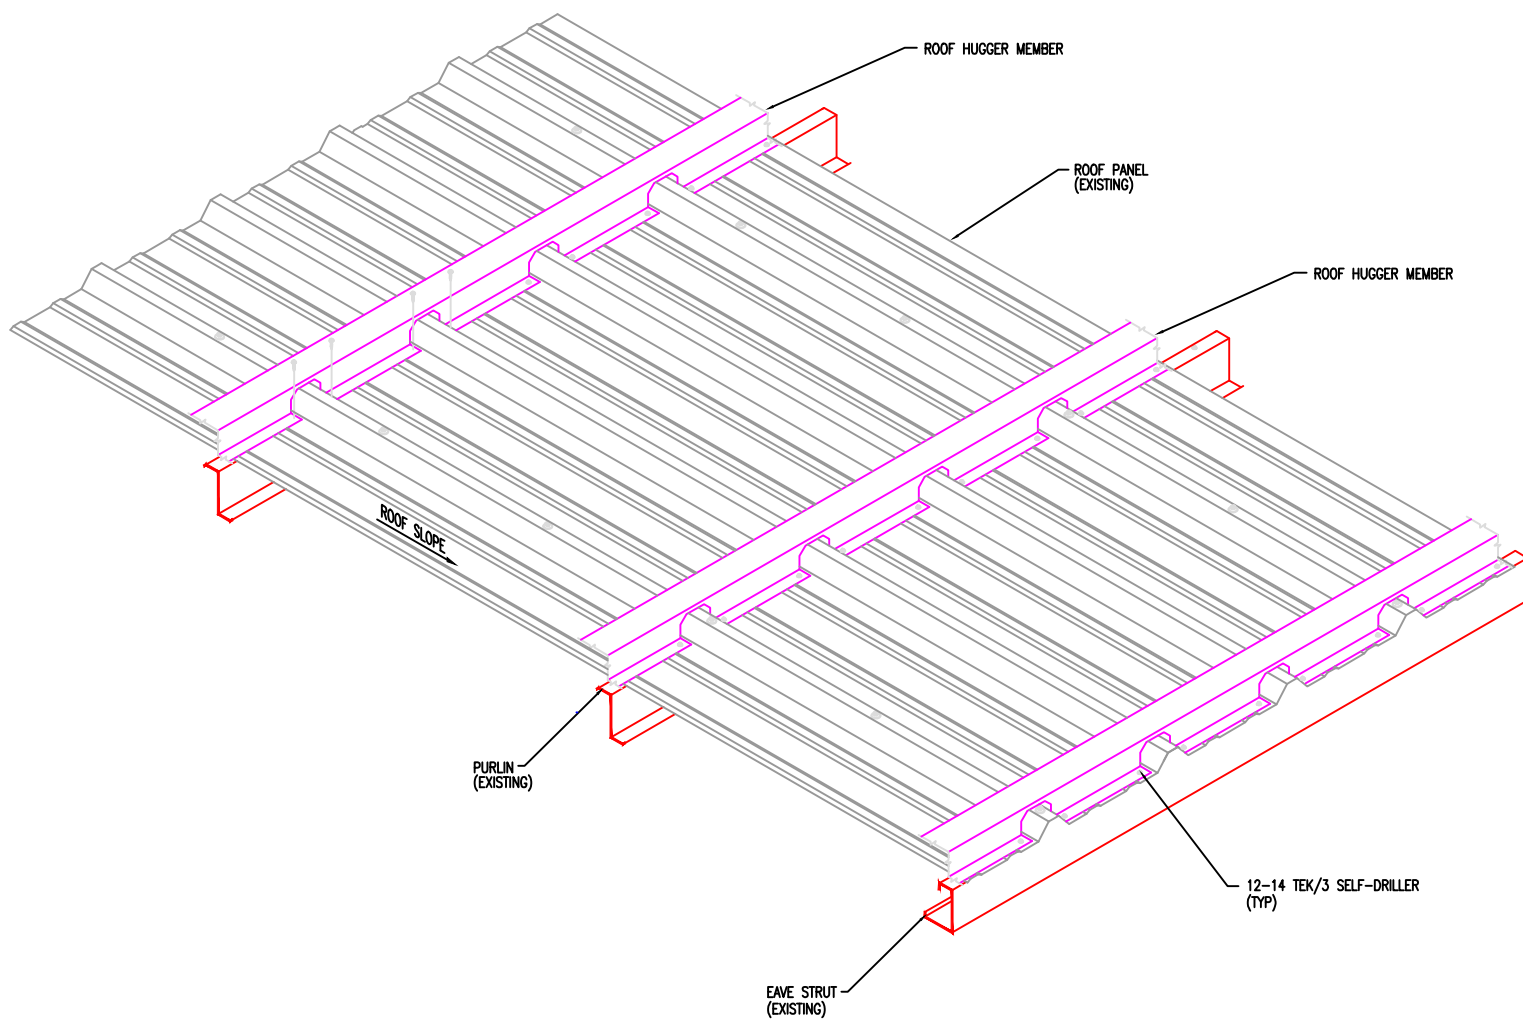 ROOF HUGGER MEMBER
ROOF PANEL
(EXISTING)
ROOF HUGGER MEMBER
ROOF SLOPE
PURLIN
(EXISTING)
12-14 TEK/3 SELF-DRILLER
(TYP)
EAVE STRUT
(EXISTING)